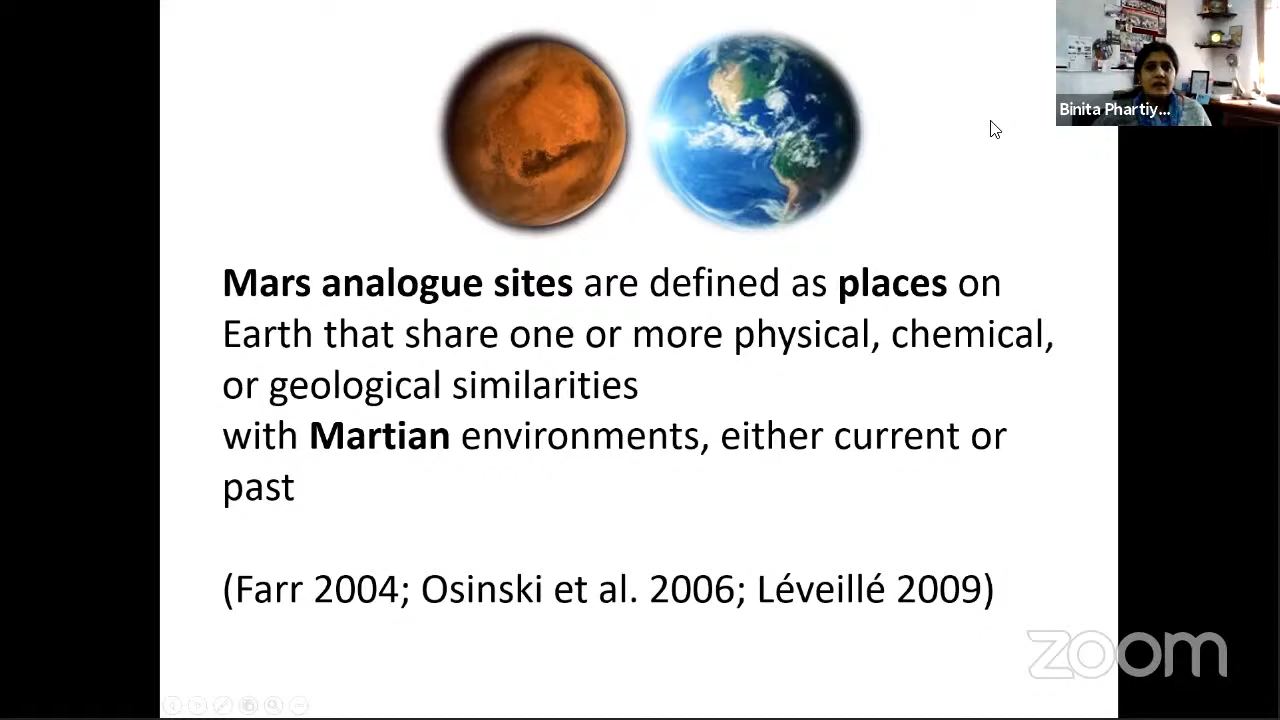 Binita Phartiy...
Mars analogue sites are defined as places on
Earth that share one or more physical, chemical,
or geological similarities
with Martian environments, either current or
past
(Farr 2004; Osinski et al. 2006; Léveillé 2009)
zoom